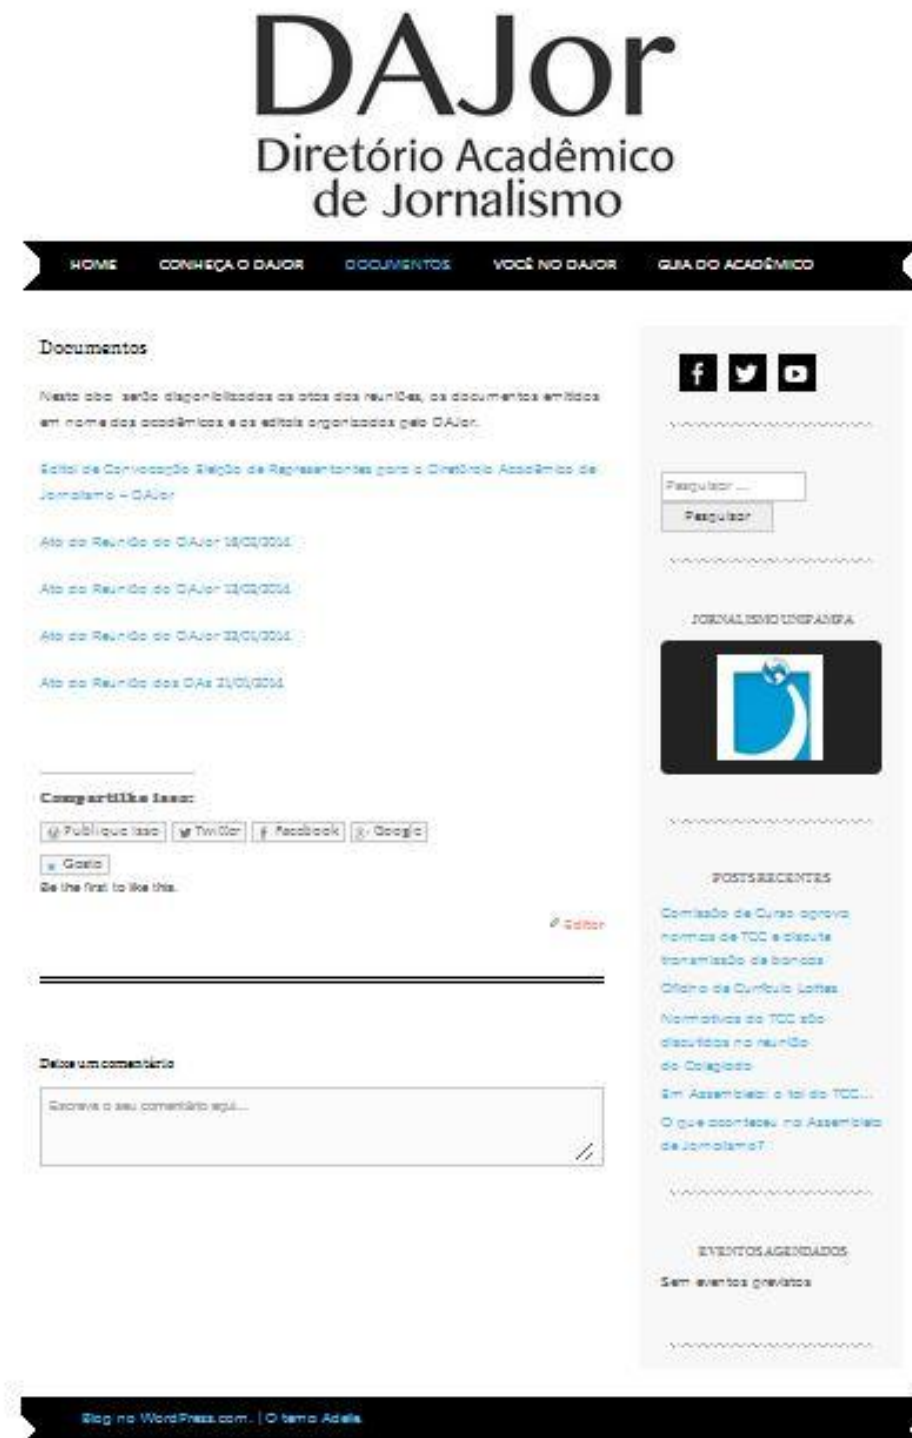 DAJor
Diretório Acadêmico
de Jornalismo
HOME CONHEÇA O DAJOR DOCUMENTOS VOCÊ NO DAJOR GUIA DO ACADÊMICO
Documentos
Nesta aba serão disponibilizados as atas das reuniões, os documentos emitidos
em nome dos acadêmicos e os editais organizados pelo DAJor.
Edital de Convocação Eleição de Representantes para o Diretório Acadêmico de
Jornalismo – DAJor
Ata da Reunião do DAJor
Ata da Reunião do DAJor
Ata da Reunião do DAJor
Ata da Reunião dos DAs
Compartilhe isso:
Publique isso Twitter Facebook Google
Gosto
Be the first to like this.
Editar
Deixe um comentário
Escreva o seu comentário aqui...
Pesquisar ...
Pesquisar
JORNALISMO UNIPAMPA
POSTS RECENTES
Comissão de Curso aprova
normas de TCC e discute
transmissão de bancas
Oficina de Currículo Lattes
Normativas do TCC são
discutidas na reunião
do Colegiado
Em Assembleia: o tal do TCC...
O que aconteceu na Assembleia
de Jornalismo?
EVENTOS AGENDADOS
Sem eventos previstos
Blog no WordPress.com. | O tema Adelle.